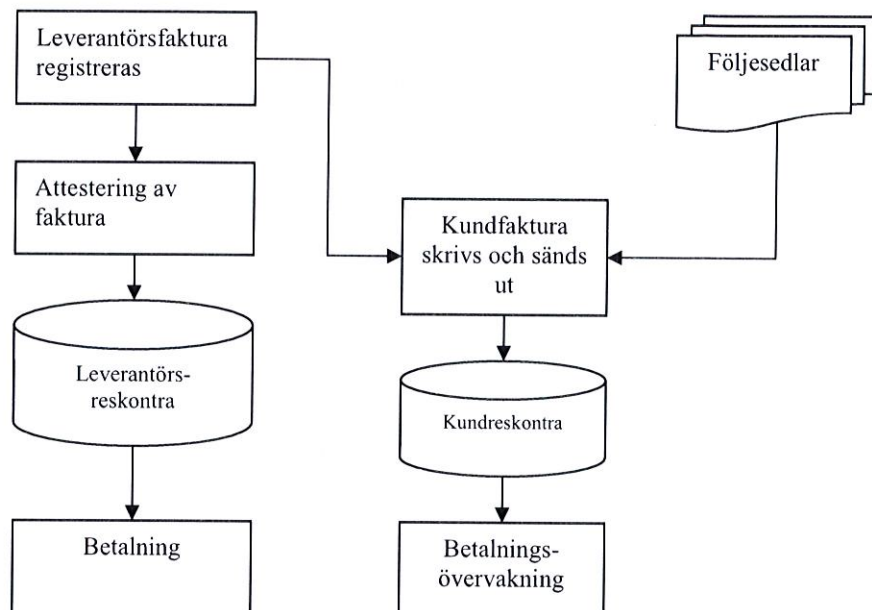 Leverantörsfaktura
registreras
Följesedlar
Attestering av
faktura
Kundfaktura
skrivs och sänds
ut
Leverantörs-
reskontra
Kundreskontra
Betalning
Betalnings-
övervakning